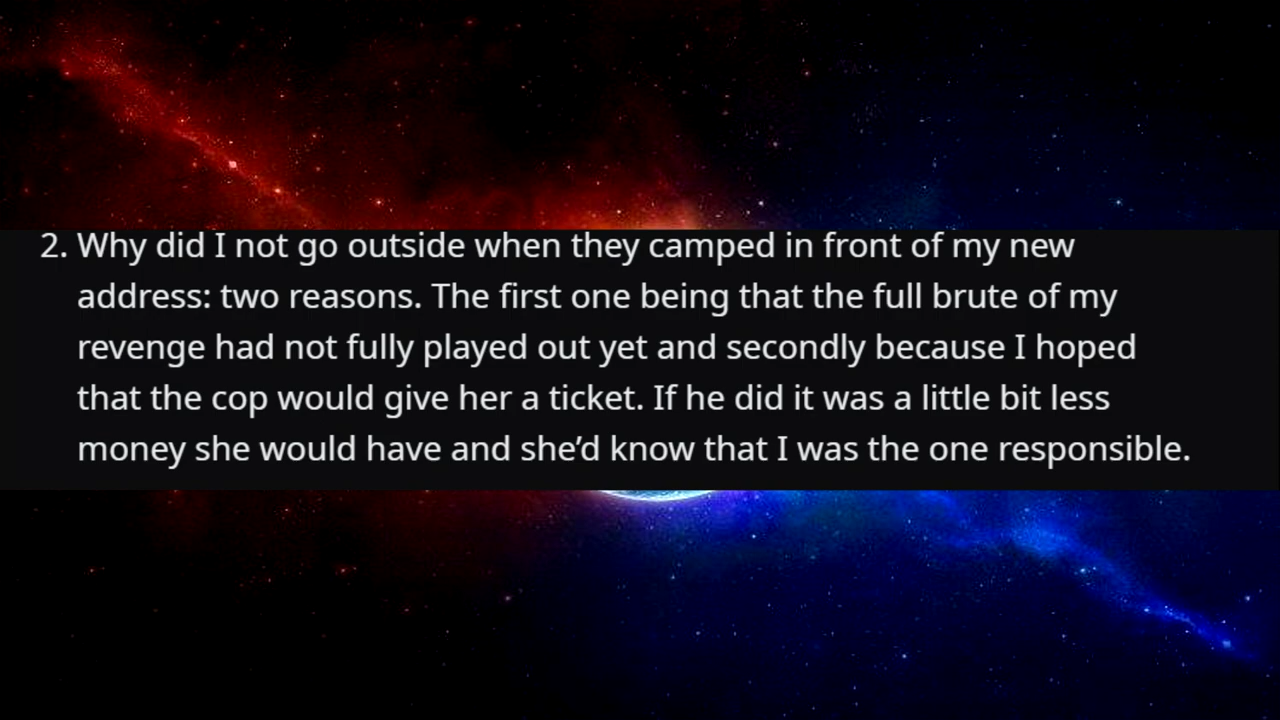 2. Why did I not go outside when they camped in front of my new
address: two reasons. The first one being that the full brute of my
revenge had not fully played out yet and secondly because I hoped
that the cop would give her a ticket. If he did it was a little bit less
money she would have and she’d know that I was the one responsible.